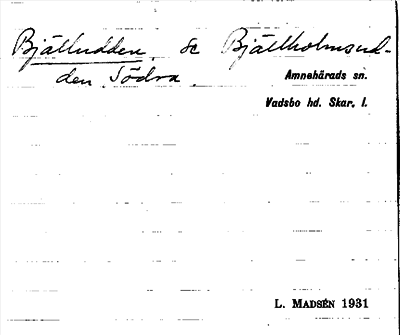 Bjälludden se Bjällholmsud-
den Södra.
Amnehärads sn.
Vadsbo hd. Skar. l.
L. MADSÉN 1931